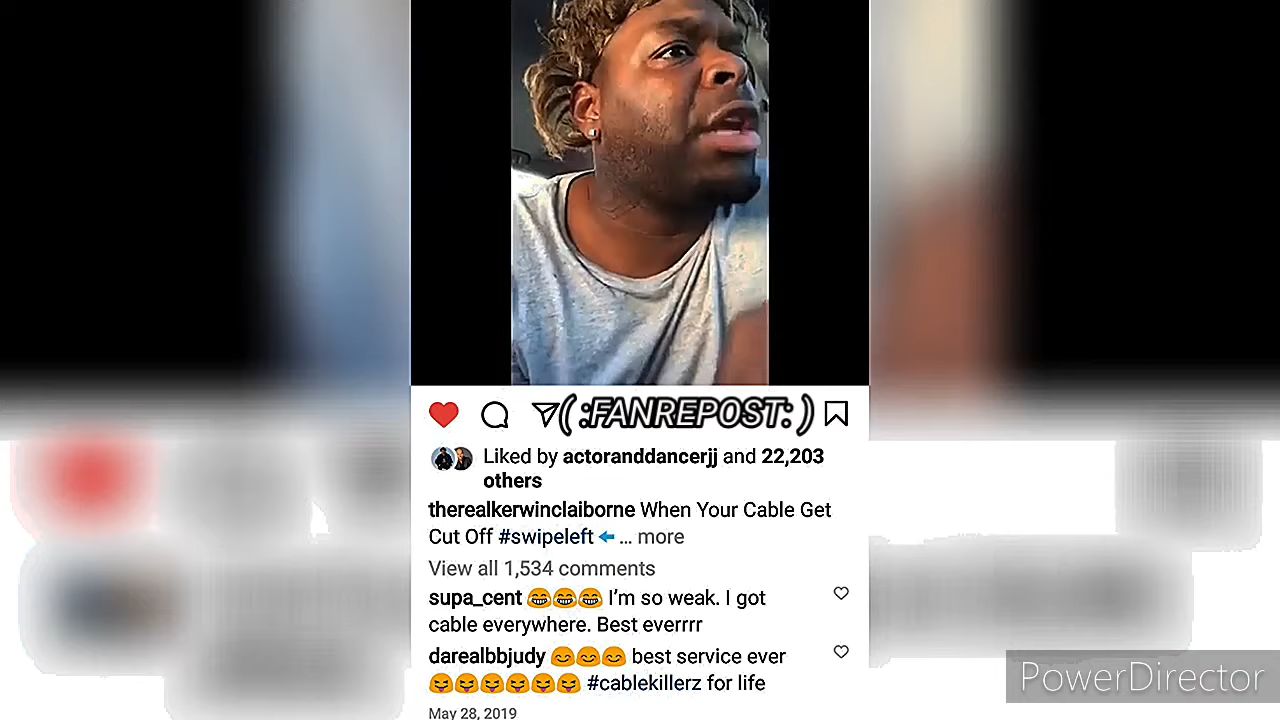 ( :FANREPOST: )
Liked by actoranddancerjj and 22,203
others
therealkerwinclaiborne When Your Cable Get
Cut Off #swipeleft ⬅ ... more
View all 1,534 comments
supa_cent 😂😂😂 I'm so weak. I got
cable everywhere. Best everrrr
darealbbjudy 😊😊😊 best service ever
😝😝😝😝😝😝 #cablekillerz for life
May 28, 2019
PowerDirector